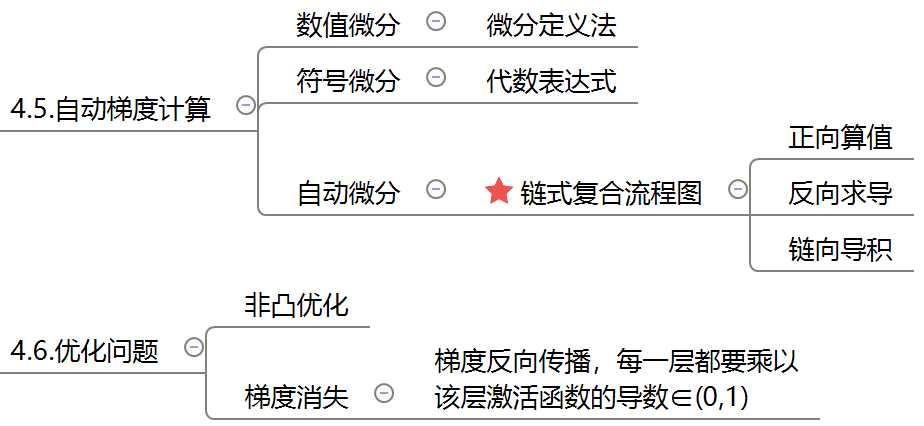 4.5.自动梯度计算
数值微分
微分定义法
符号微分
代数表达式
自动微分
链式复合流程图
正向算值
反向求导
链向导积
4.6.优化问题
非凸优化
梯度消失
梯度反向传播，每一层都要乘以
该层激活函数的导数∈(0,1)